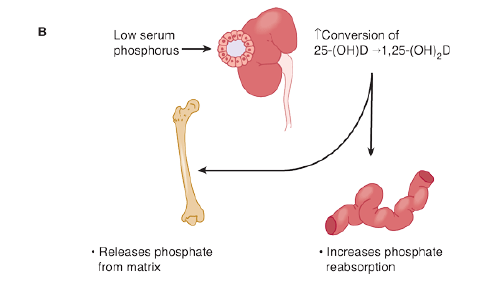 B
Low serum
phosphorus
↑Conversion of
25-(OH)D→1,25-(OH)₂D
• Releases phosphate
from matrix
• Increases phosphate
reabsorption